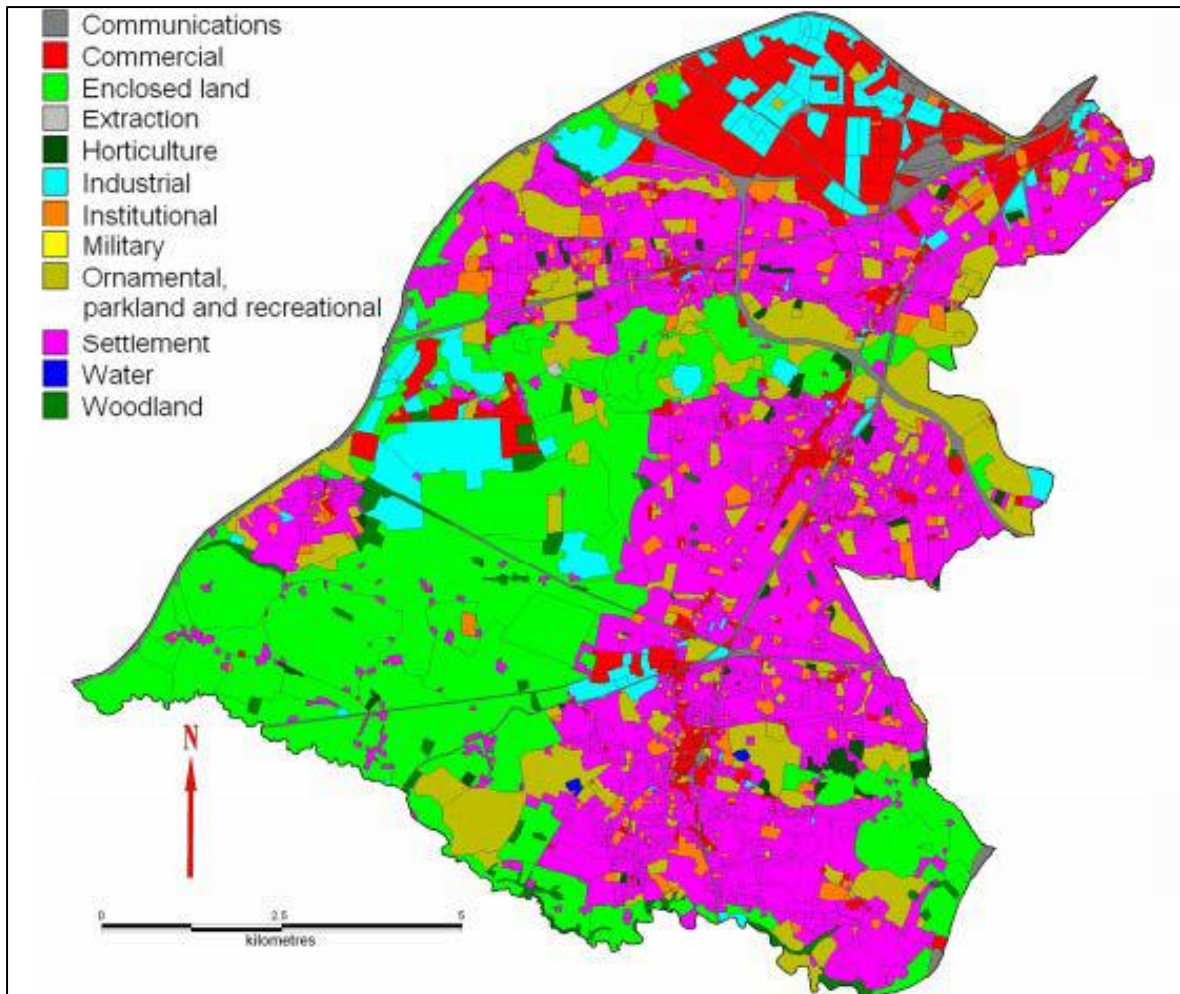 Communications
Commercial
Enclosed land
Extraction
Horticulture
Industrial
Institutional
Military
Ornamental,
parkland and recreational
Settlement
Water
Woodland
N
0 2.5 5
kilometres